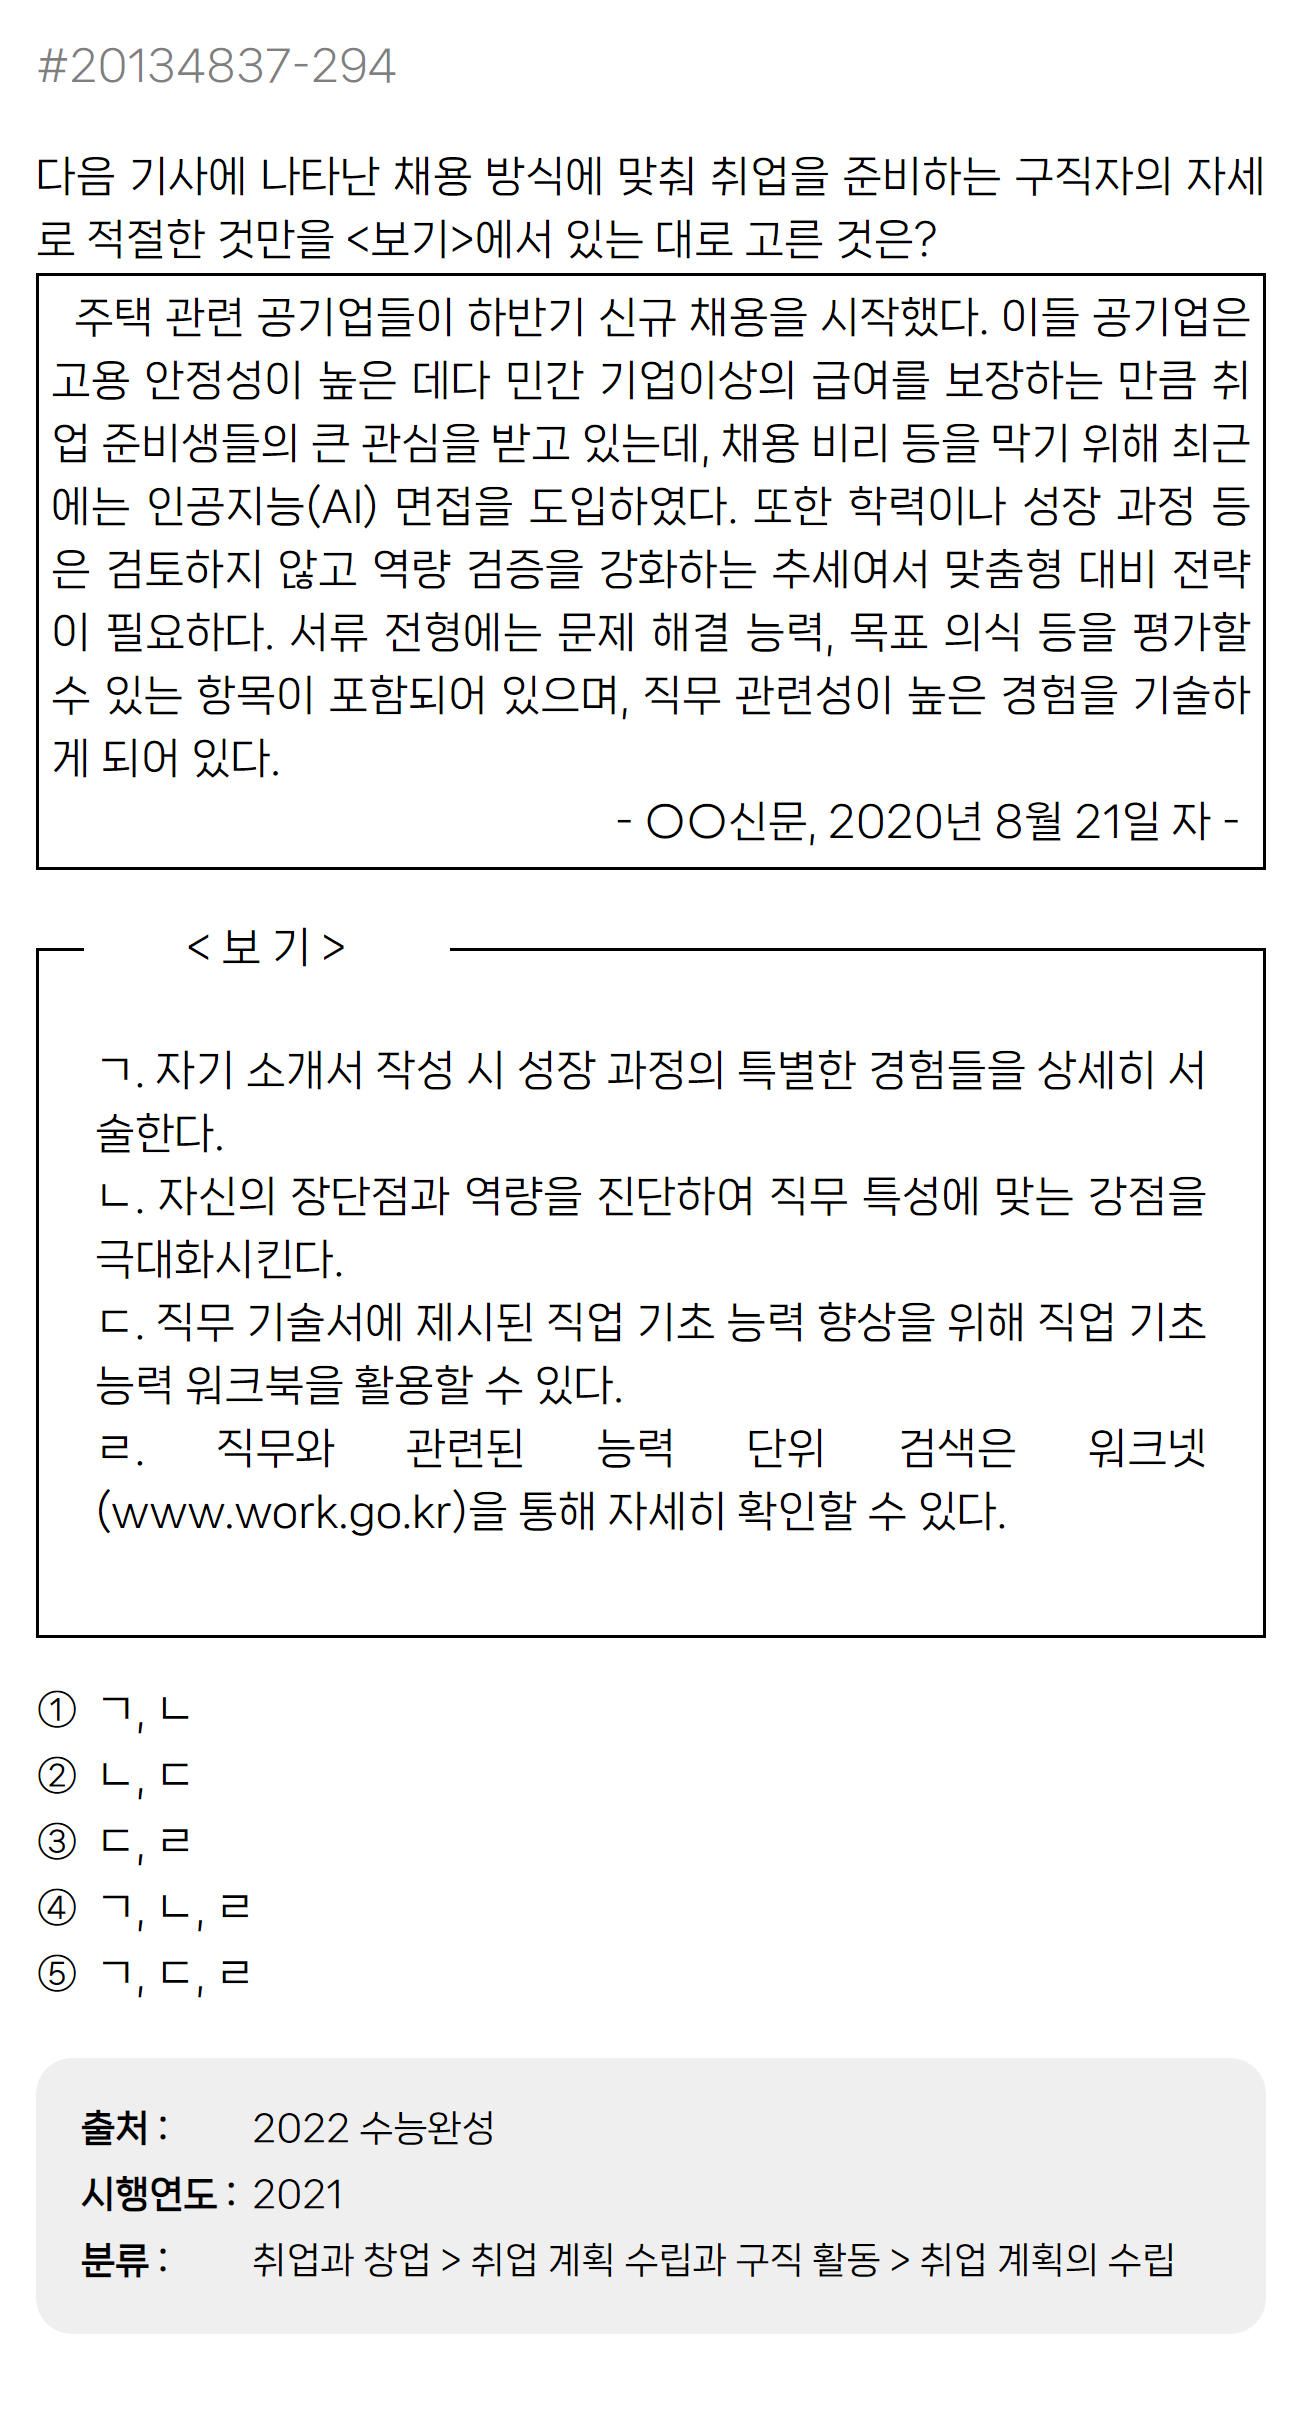 #20134837-294
다음 기사에 나타난 채용 방식에 맞춰 취업을 준비하는 구직자의 자세
로 적절한 것만을 <보기>에서 있는 대로 고른 것은?
주택 관련 공기업들이 하반기 신규 채용을 시작했다. 이들 공기업은
고용 안정성이 높은 데다 민간 기업이상의 급여를 보장하는 만큼 취
업 준비생들의 큰 관심을 받고 있는데, 채용 비리 등을 막기 위해 최근
에는 인공지능(AI) 면접을 도입하였다. 또한 학력이나 성장 과정 등
은 검토하지 않고 역량 검증을 강화하는 추세여서 맞춤형 대비 전략
이 필요하다. 서류 전형에는 문제 해결 능력, 목표 의식 등을 평가할
수 있는 항목이 포함되어 있으며, 직무 관련성이 높은 경험을 기술하
게 되어 있다.
- 〇〇신문, 2020년 8월 21일 자 -
< 보 기 >
ㄱ. 자기 소개서 작성 시 성장 과정의 특별한 경험들을 상세히 서
술한다.
ㄴ. 자신의 장단점과 역량을 진단하여 직무 특성에 맞는 강점을
극대화시킨다.
ㄷ. 직무 기술서에 제시된 직업 기초 능력 향상을 위해 직업 기초
능력 워크북을 활용할 수 있다.
ㄹ. 직무와 관련된 능력 단위 검색은 워크넷
(www.work.go.kr)을 통해 자세히 확인할 수 있다.
① ㄱ, ㄴ
② ㄴ, ㄷ
③ ㄷ, ㄹ
④ ㄱ, ㄴ, ㄹ
⑤ ㄱ, ㄷ, ㄹ
출처 : 2022 수능완성
시행연도 : 2021
분류 : 취업과 창업 > 취업 계획 수립과 구직 활동 > 취업 계획의 수립